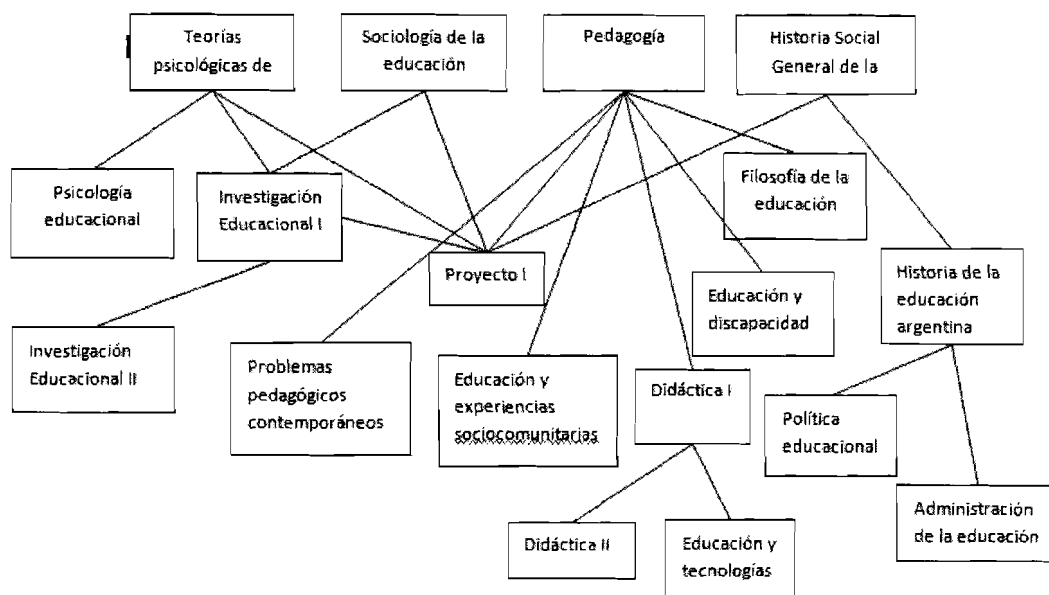 Teorías
psicológicas de
Sociología de la
educación
Pedagogía
Historia Social
General de la
Psicología
educacional
Investigación
Educacional I
Filosofía de la
educación
Proyecto I
Educación y
discapacidad
Historia de la
educación
argentina
Investigación
Educacional II
Problemas
pedagógicos
contemporáneos
Educación y
experiencias
sociocomunitarias
Didáctica I
Política
educacional
Administración
de la educación
Didáctica II
Educación y
tecnologías